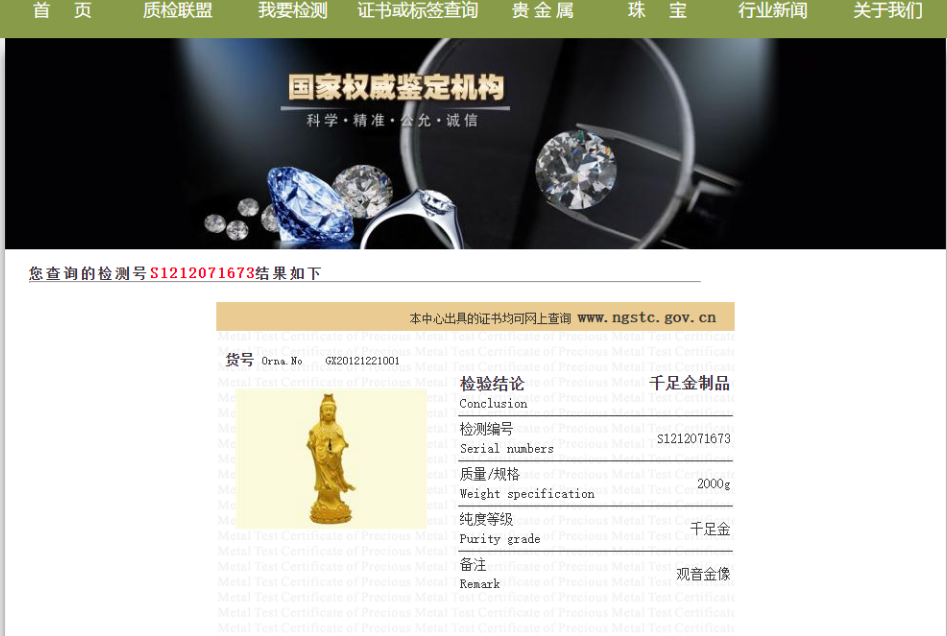 首 页 质检联盟 我要检测 证书或标签查询 贵金属 珠 宝 行业新闻 关于我们
国家权威鉴定机构
科学·精准·公允·诚信
您查询的检测号S1212071673结果如下
本中心出具的证书均可网上查询 www.ngstc.gov.cn
货号 Orna.No GX20121221001
检验结论 千足金制品
Conclusion
检测编号
Serial numbers S1212071673
质量/规格
Weight specification 2000g
纯度等级
Purity grade 千足金
备注
Remark 观音金像
Metal Test Certificate of Precious Metal Test Certificate of Precious Metal Test Certificate